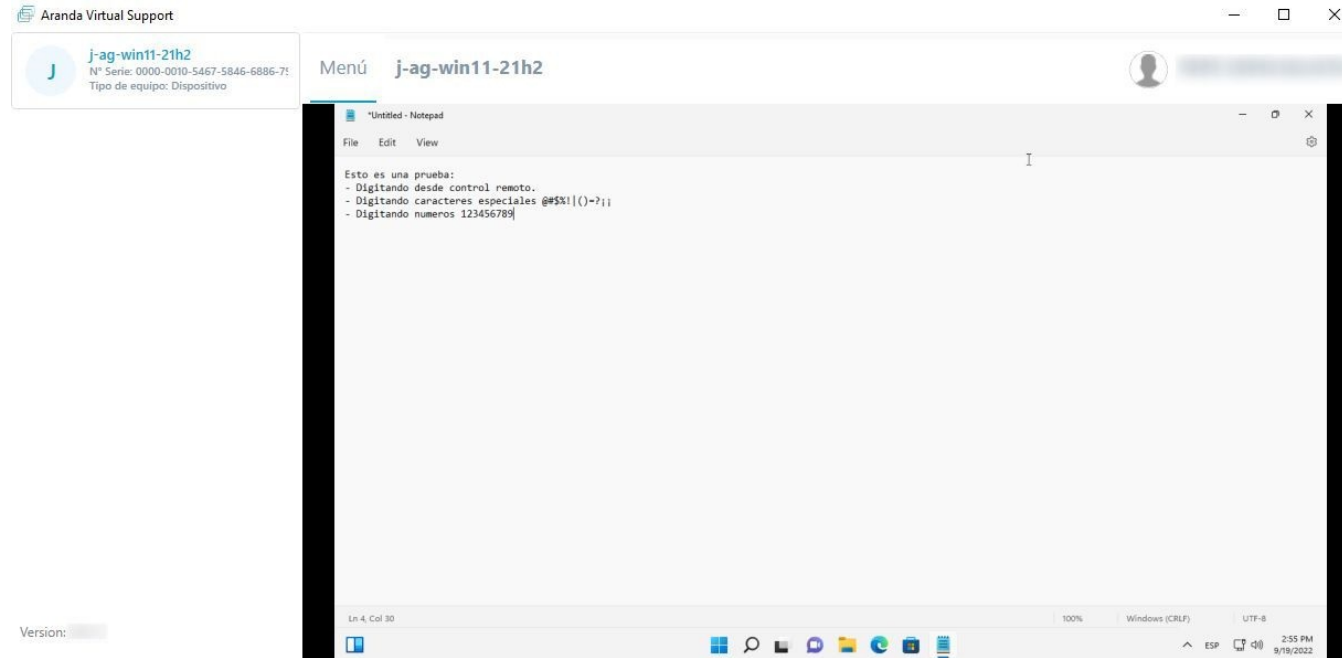 Aranda Virtual Support
j-ag-win11-21h2
N° Serie: 0000-0010-5467-5846-6886-
Tipo de equipo: Dispositivo
J
Menú j-ag-win11-21h2
*Untitled - Notepad
File Edit View
Esto es una prueba:
- Digitando desde control remoto.
- Digitando caracteres especiales @#$%!|()=?¡¡
- Digitando numeros 123456789
Ln 4, Col 30 100% Windows (CRLF) UTF-8
Version:
ESP 2:55 PM
9/19/2022